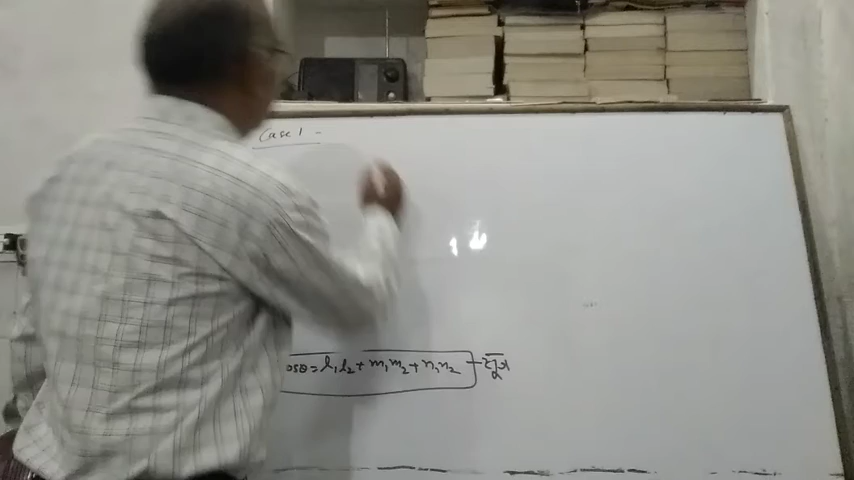 Case 1 -
osθ = l₁l₂ + m₁m₂ + n₁n₂